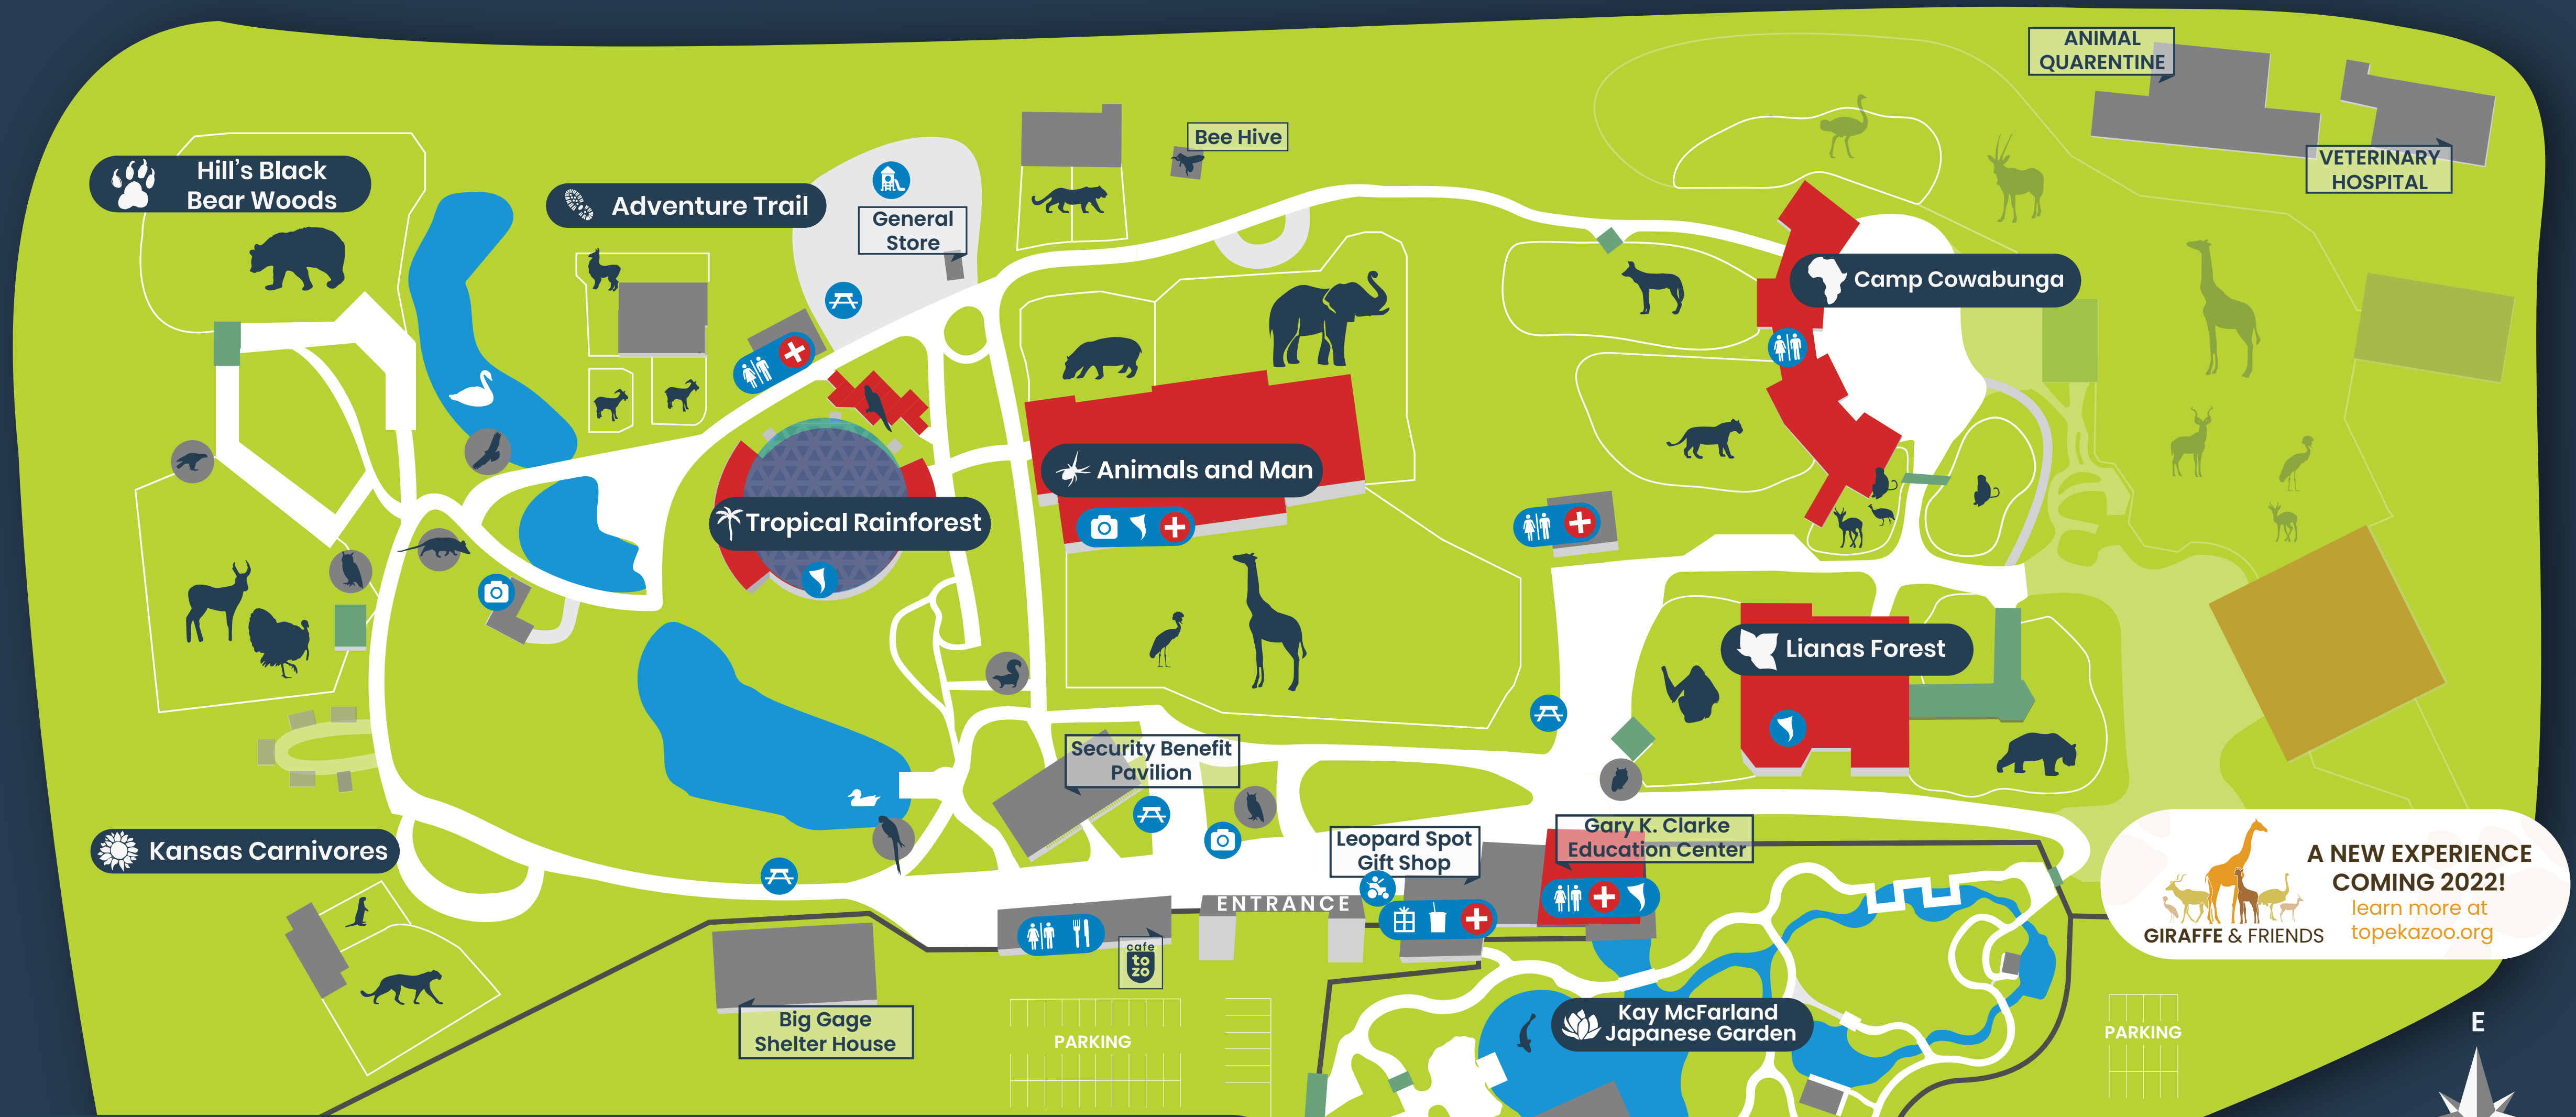 ANIMAL
QUARENTINE
VETERINARY
HOSPITAL
Bee Hive
Hill's Black
Bear Woods
Adventure Trail
General
Store
Camp Cowabunga
Animals and Man
Tropical Rainforest
Lianas Forest
Security Benefit
Pavilion
Leopard Spot
Gift Shop
Gary K. Clarke
Education Center
Kansas Carnivores
ENTRANCE
A NEW EXPERIENCE
COMING 2022!
learn more at
topekazoo.org
GIRAFFE & FRIENDS
cafe
to
zo
Big Gage
Shelter House
PARKING
Kay McFarland
Japanese Garden
PARKING
E